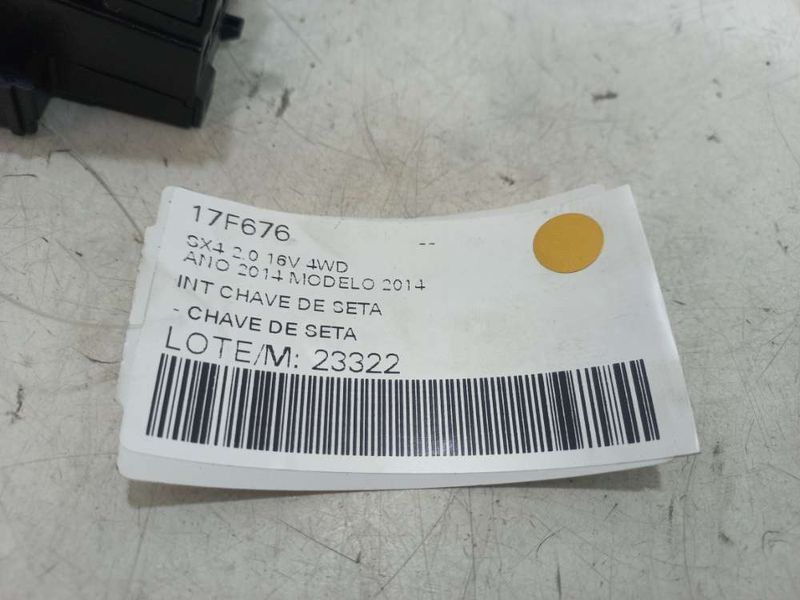 17F676
--
SX4 2.0 16V 4WD
ANO 2014 MODELO 2014
INT CHAVE DE SETA
- CHAVE DE SETA
LOTE/M: 23322